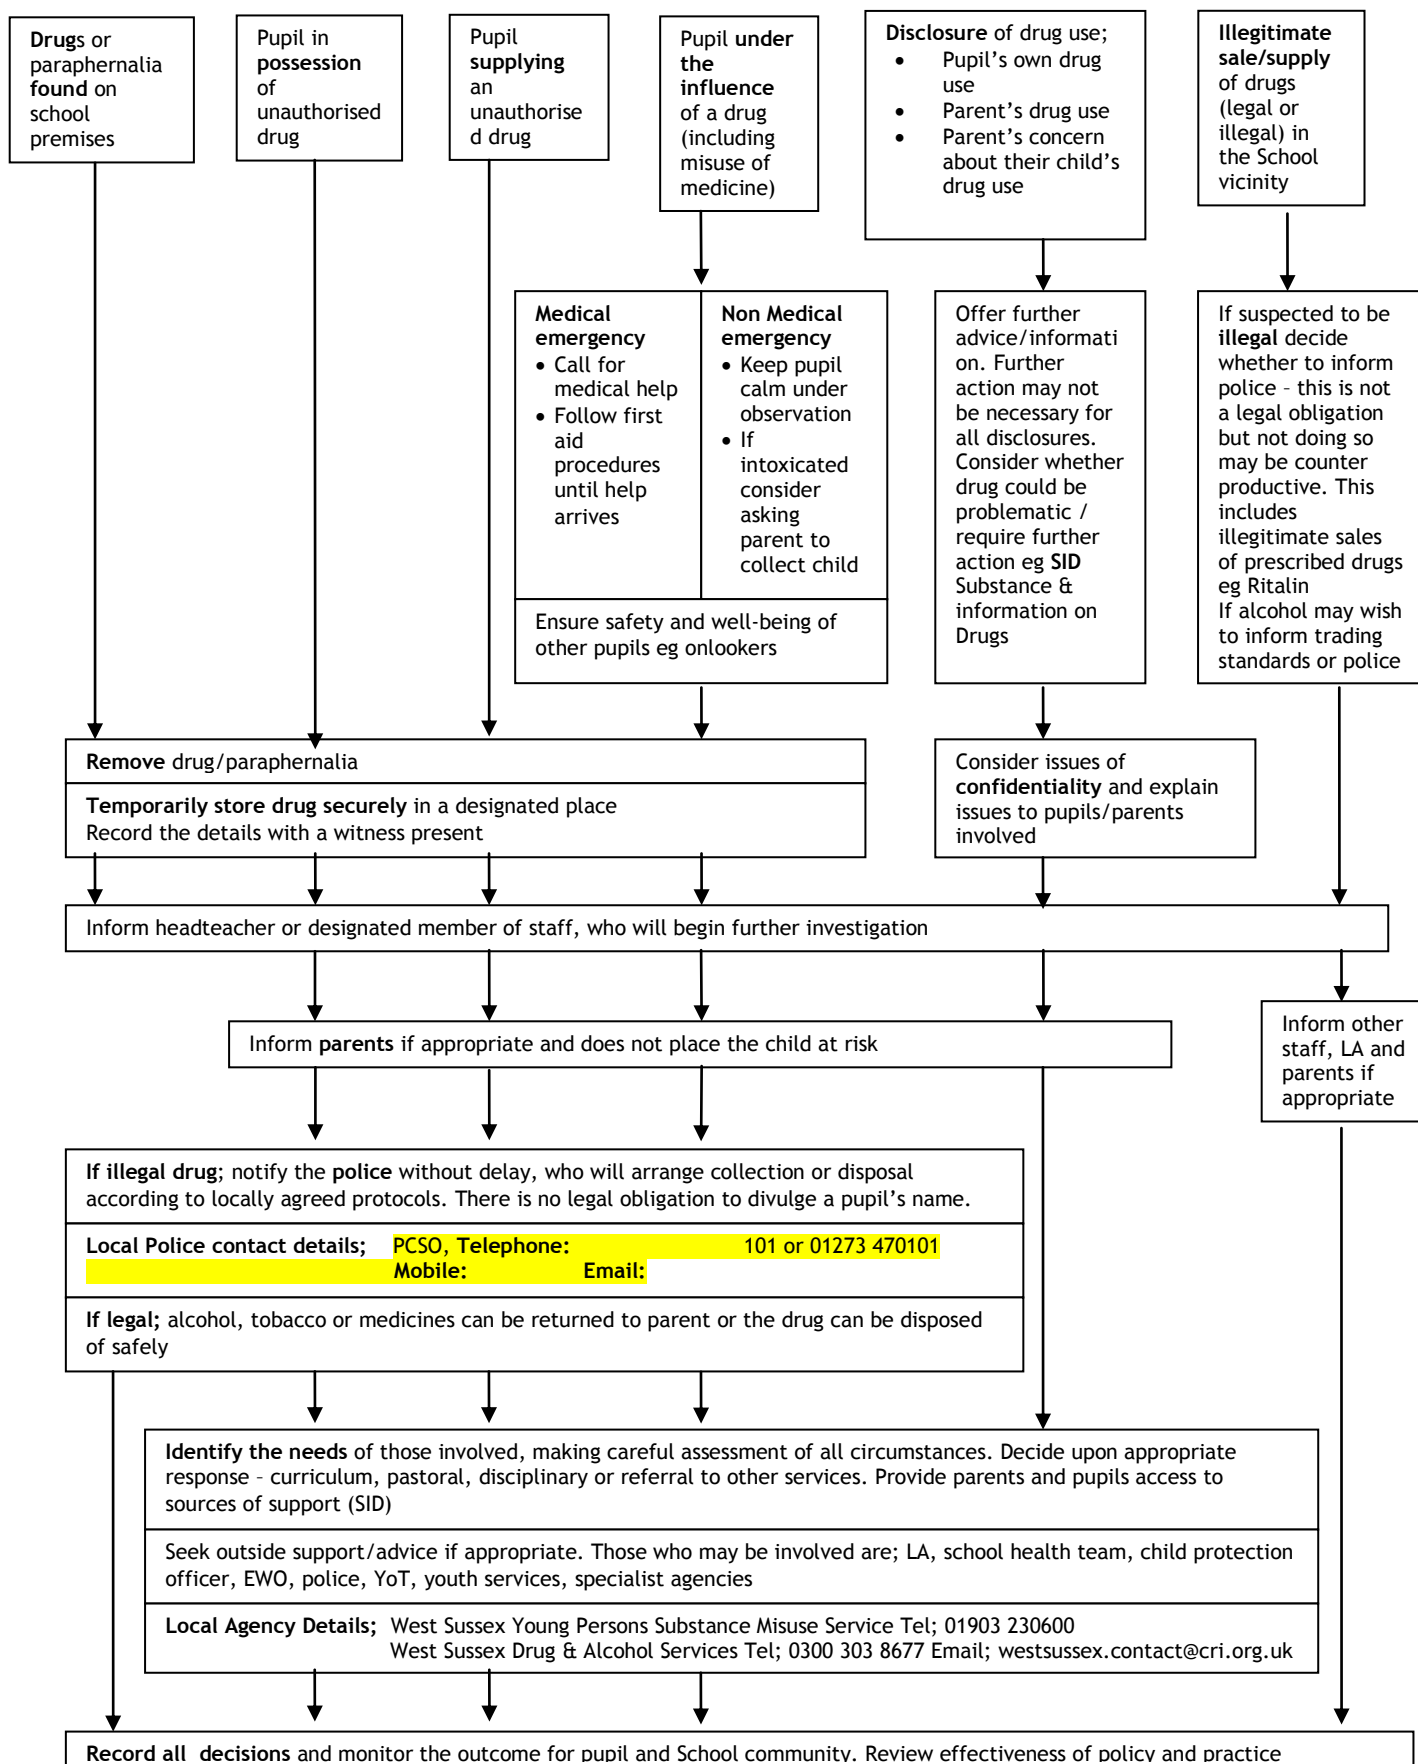 Drugs or
paraphernalia
found on
school
premises
Pupil in
possession
of
unauthorised
drug
Pupil
supplying
an
unauthorise
d drug
Pupil under
the
influence
of a drug
(including
misuse of
medicine)
Disclosure of drug use;
• Pupil's own drug
use
• Parent's drug use
• Parent's concern
about their child's
drug use
Illegitimate
sale/supply
of drugs
(legal or
illegal) in
the School
vicinity
Medical
emergency
• Call for
medical help
• Follow first
aid
procedures
until help
arrives
Non Medical
emergency
• Keep pupil
calm under
observation
• If
intoxicated
consider
asking
parent to
collect child
Ensure safety and well-being of
other pupils eg onlookers
Offer further
advice/informati
on. Further
action may not
be necessary for
all disclosures.
Consider whether
drug could be
problematic /
require further
action eg SID
Substance &
information on
Drugs
If suspected to be
illegal decide
whether to inform
police – this is not
a legal obligation
but not doing so
may be counter
productive. This
includes
illegitimate sales
of prescribed drugs
eg Ritalin
If alcohol may wish
to inform trading
standards or police
Remove drug/paraphernalia
Temporarily store drug securely in a designated place
Record the details with a witness present
Consider issues of
confidentiality and explain
issues to pupils/parents
involved
Inform headteacher or designated member of staff, who will begin further investigation
Inform parents if appropriate and does not place the child at risk
Inform other
staff, LA and
parents if
appropriate
If illegal drug; notify the police without delay, who will arrange collection or disposal
according to locally agreed protocols. There is no legal obligation to divulge a pupil's name.
Local Police contact details; PCSO, Telephone: 101 or 01273 470101
Mobile: Email:
If legal; alcohol, tobacco or medicines can be returned to parent or the drug can be disposed
of safely
Identify the needs of those involved, making careful assessment of all circumstances. Decide upon appropriate
response – curriculum, pastoral, disciplinary or referral to other services. Provide parents and pupils access to
sources of support (SID)
Seek outside support/advice if appropriate. Those who may be involved are; LA, school health team, child protection
officer, EWO, police, YoT, youth services, specialist agencies
Local Agency Details; West Sussex Young Persons Substance Misuse Service Tel; 01903 230600
West Sussex Drug & Alcohol Services Tel; 0300 303 8677 Email; westsussex.contact@cri.org.uk
Record all decisions and monitor the outcome for pupil and School community. Review effectiveness of policy and practice